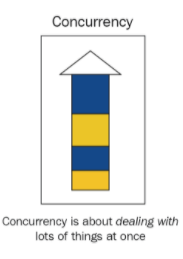 Concurrency
Concurrency is about dealing with
lots of things at once